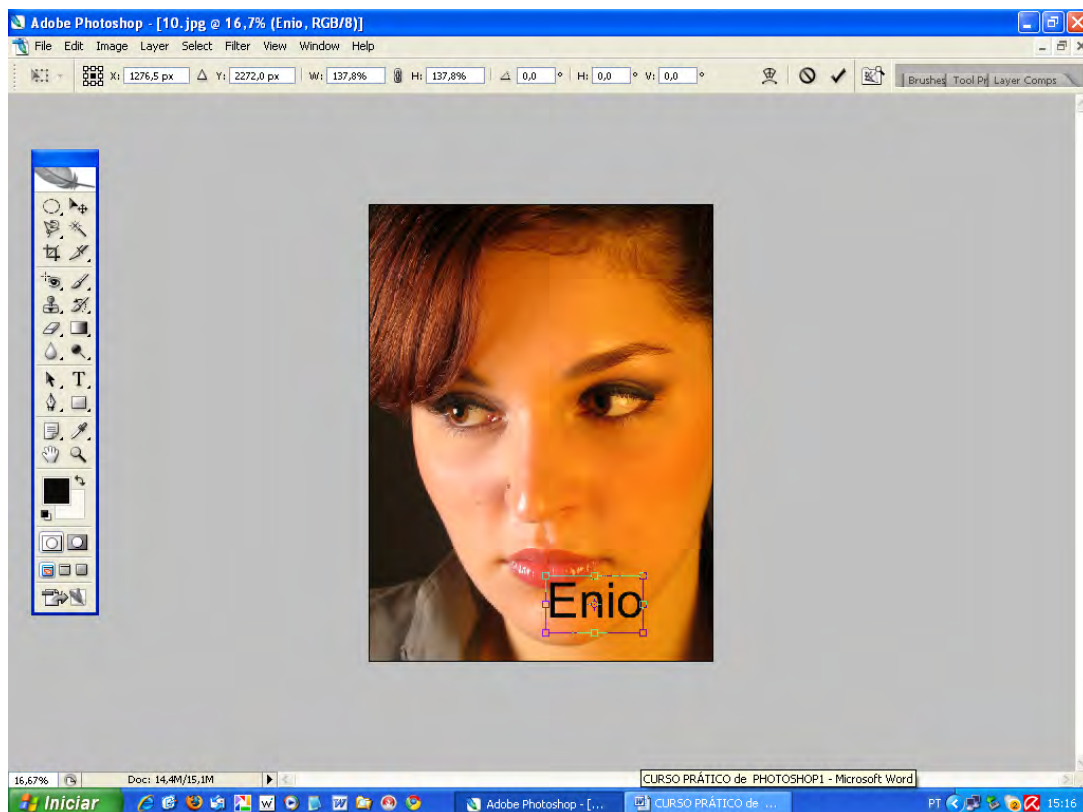 Adobe Photoshop - [10.jpg @ 16,7% (Enio, RGB/8)]
File Edit Image Layer Select Filter View Window Help
X: 1276,5 px Y: 2272,0 px W: 137,8% H: 137,8% 0,0 ° H: 0,0 ° V: 0,0 °
Brushes Tool Pr Layer Comps
T
Enio
16,67% Doc: 14,4M/15,1M
CURSO PRÁTICO de PHOTOSHOP1 - Microsoft Word
Iniciar Adobe Photoshop - [... CURSO PRÁTICO de ... PT 15:16